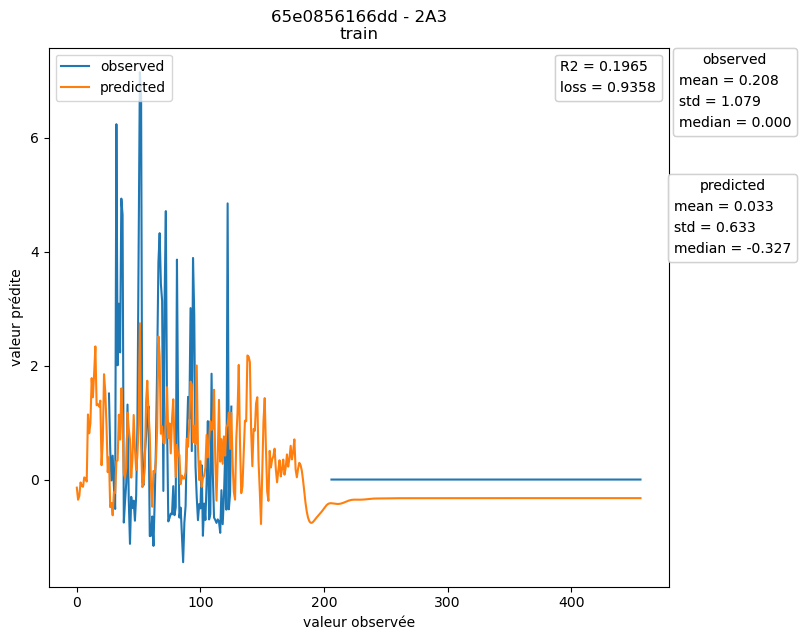 65e0856166dd - 2A3
train
observed
predicted
R2 = 0.1965
loss = 0.9358
observed
mean = 0.208
std = 1.079
median = 0.000
predicted
mean = 0.033
std = 0.633
median = -0.327
6
4
2
0
valeur prédite
0
100
200
300
400
valeur observée